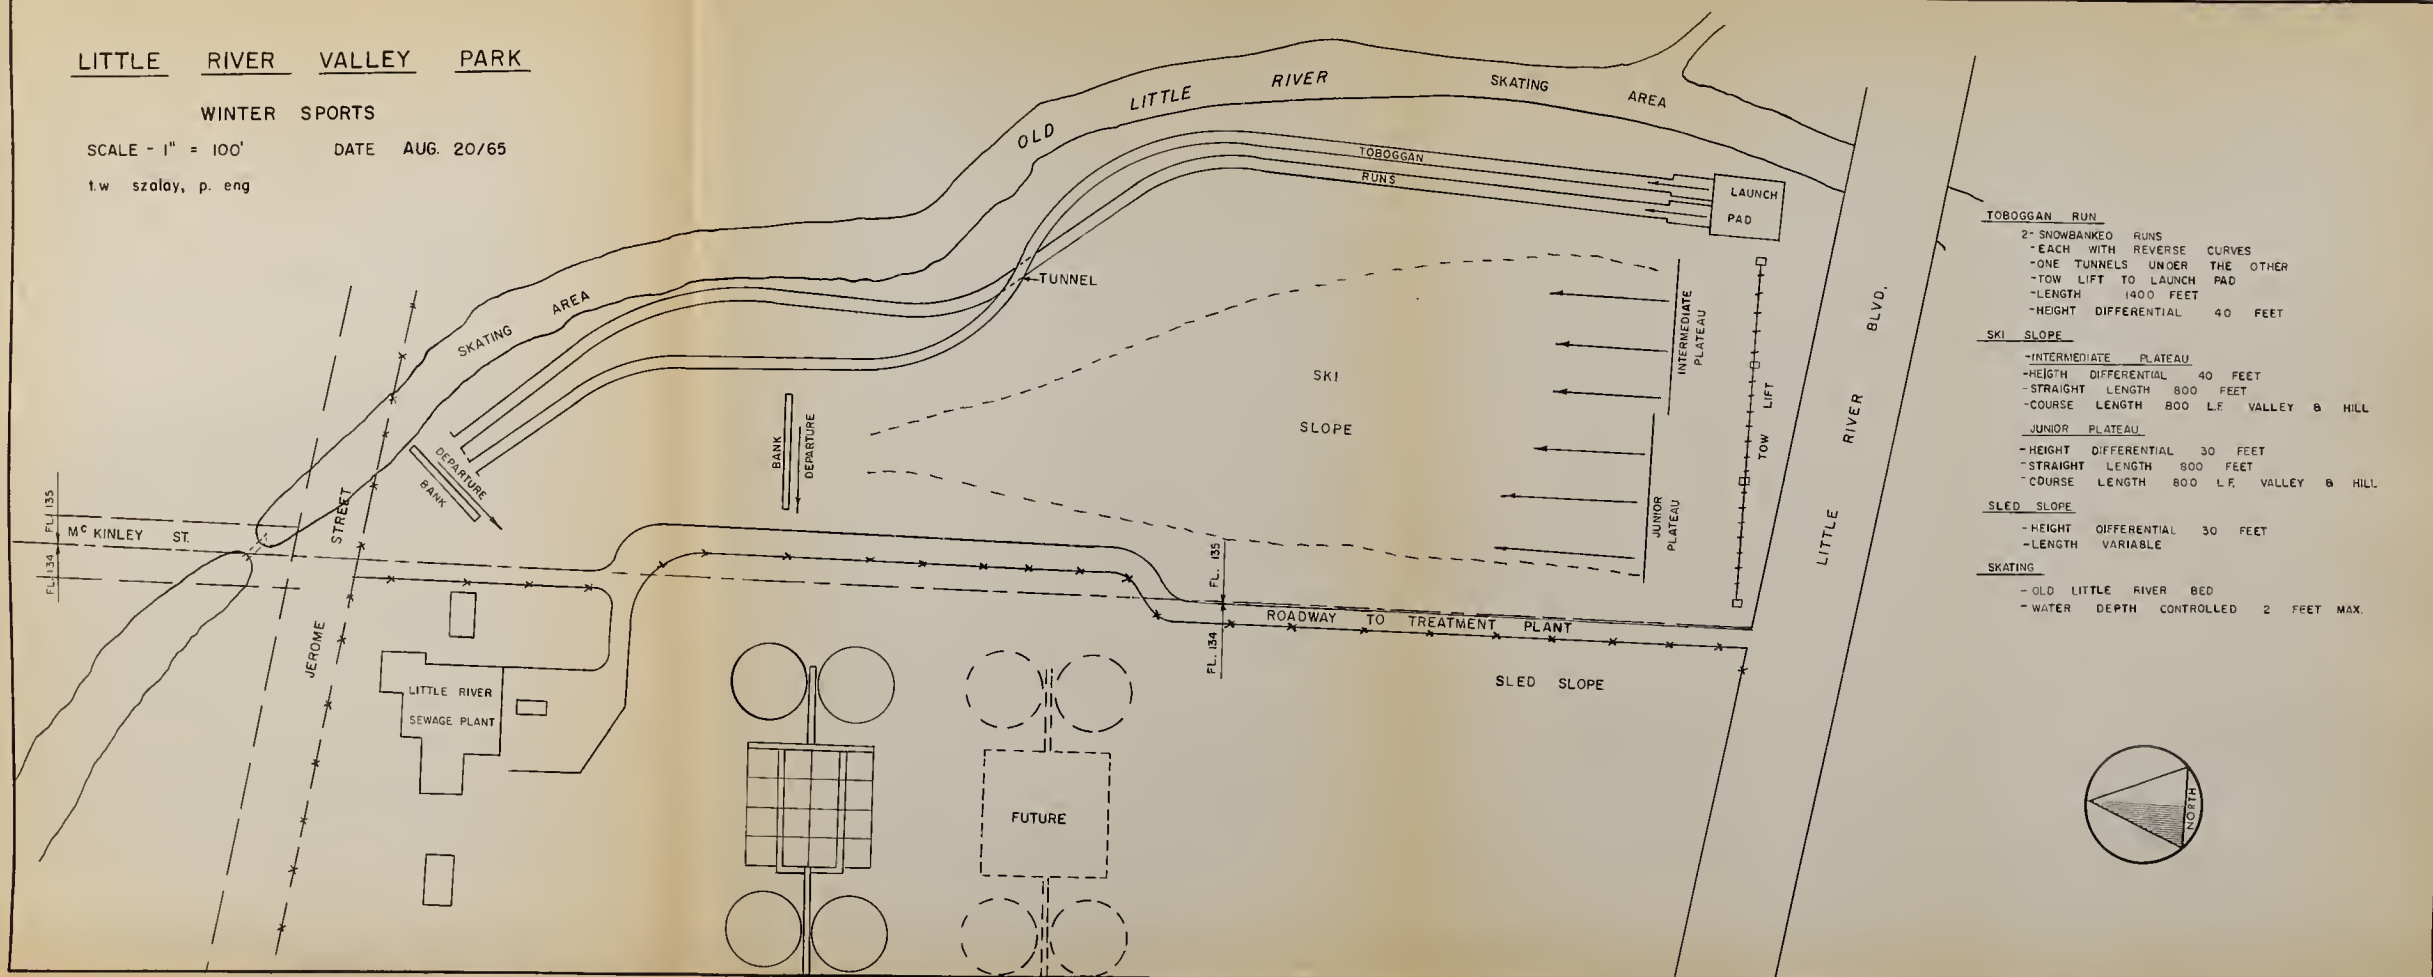 LITTLE RIVER VALLEY PARK
WINTER SPORTS
SCALE - 1" = 100' DATE AUG. 20/65
t.w szalay, p. eng
OLD LITTLE RIVER SKATING AREA
TOBOGGAN
RUNS
LAUNCH
PAD
TUNNEL
SKATING AREA
INTERMEDIATE
PLATEAU
SKI
SLOPE
TOW LIFT
JUNIOR
PLATEAU
LITTLE RIVER BLVD.
BANK
DEPARTURE
DEPARTURE
BANK
JEROME STREET
FL. 135
FL. 134
Mc KINLEY ST.
FL. 135
FL. 134
ROADWAY TO TREATMENT PLANT
SLED SLOPE
LITTLE RIVER
SEWAGE PLANT
FUTURE
TOBOGGAN RUN
2- SNOWBANKEO RUNS
-EACH WITH REVERSE CURVES
-ONE TUNNELS UNDER THE OTHER
-TOW LIFT TO LAUNCH PAD
-LENGTH 1400 FEET
-HEIGHT DIFFERENTIAL 40 FEET
SKI SLOPE
-INTERMEDIATE PLATEAU
-HEIGTH DIFFERENTIAL 40 FEET
-STRAIGHT LENGTH 800 FEET
-COURSE LENGTH 800 L.F. VALLEY & HILL
JUNIOR PLATEAU
-HEIGHT DIFFERENTIAL 30 FEET
-STRAIGHT LENGTH 800 FEET
-COURSE LENGTH 800 L.F. VALLEY & HILL
SLED SLOPE
-HEIGHT DIFFERENTIAL 30 FEET
-LENGTH VARIABLE
SKATING
- OLD LITTLE RIVER BED
- WATER DEPTH CONTROLLED 2 FEET MAX.
NORTH